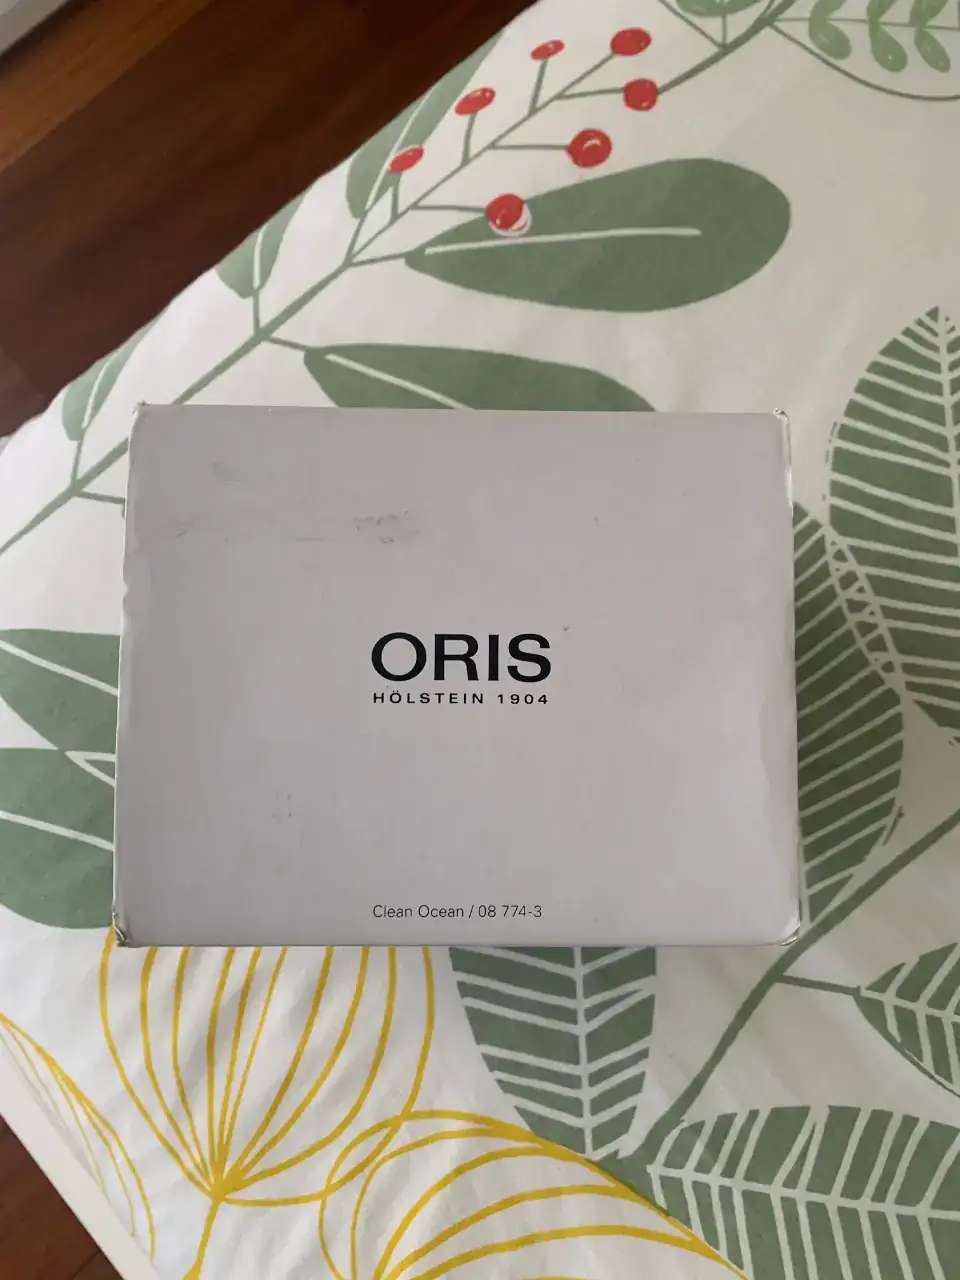 ORIS
HÖLSTEIN 1904
Clean Ocean / 08 774-3